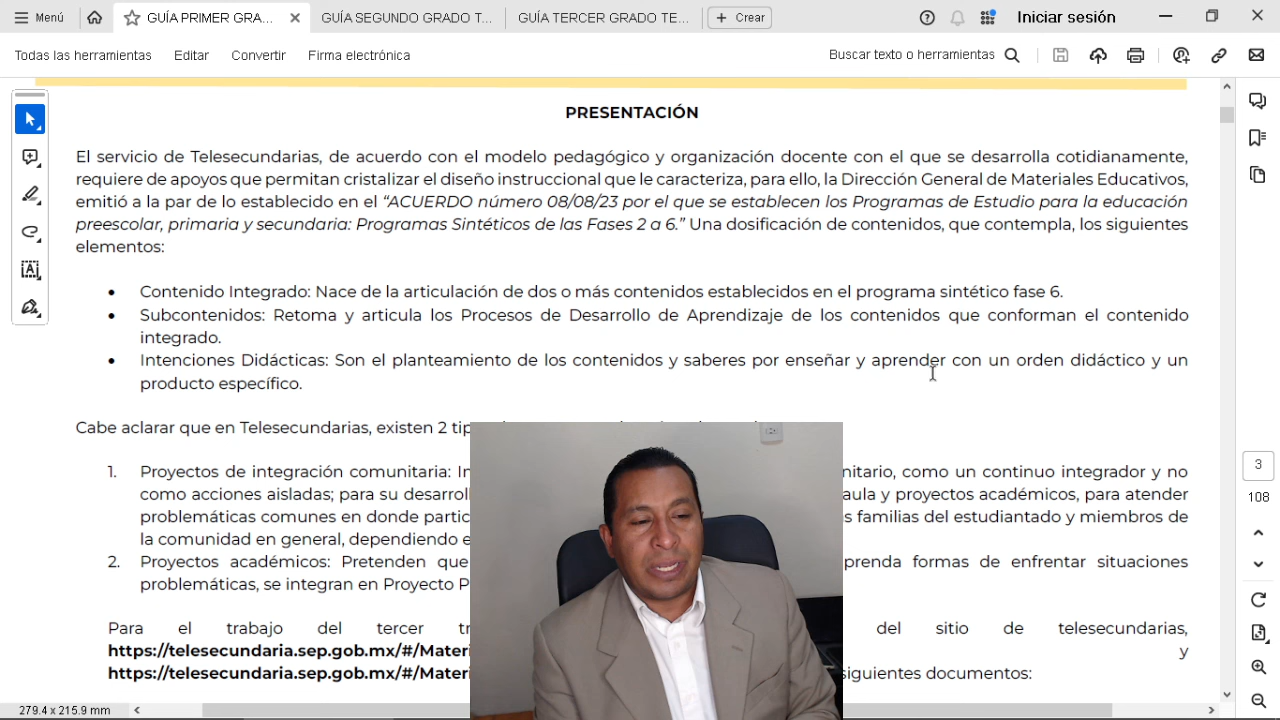 Menú
GUÍA PRIMER GRA...
GUÍA SEGUNDO GRADO T...
GUÍA TERCER GRADO TE...
+ Crear
Iniciar sesión
Todas las herramientas Editar Convertir Firma electrónica
Buscar texto o herramientas
PRESENTACIÓN
El servicio de Telesecundarias, de acuerdo con el modelo pedagógico y organización docente con el que se desarrolla cotidianamente,
requiere de apoyos que permitan cristalizar el diseño instruccional que le caracteriza, para ello, la Dirección General de Materiales Educativos,
emitió a la par de lo establecido en el “ACUERDO número 08/08/23 por el que se establecen los Programas de Estudio para la educación
preescolar, primaria y secundaria: Programas Sintéticos de las Fases 2 a 6.” Una dosificación de contenidos, que contempla, los siguientes
elementos:
• Contenido Integrado: Nace de la articulación de dos o más contenidos establecidos en el programa sintético fase 6.
• Subcontenidos: Retoma y articula los Procesos de Desarrollo de Aprendizaje de los contenidos que conforman el contenido
integrado.
• Intenciones Didácticas: Son el planteamiento de los contenidos y saberes por enseñar y aprender con un orden didáctico y un
producto específico.
Cabe aclarar que en Telesecundarias, existen 2 tip
1. Proyectos de integración comunitaria: In nitario, como un continuo integrador y no
como acciones aisladas; para su desarrol aula y proyectos académicos, para atender
problemáticas comunes en donde partic s familias del estudiantado y miembros de
la comunidad en general, dependiendo e
2. Proyectos académicos: Pretenden que prenda formas de enfrentar situaciones
problemáticas, se integran en Proyecto P
Para el trabajo del tercer tr del sitio de telesecundarias,
https://telesecundaria.sep.gob.mx/#/Materi y
https://telesecundaria.sep.gob.mx/#/Materi siguientes documentos:
3
108
279.4 x 215.9 mm